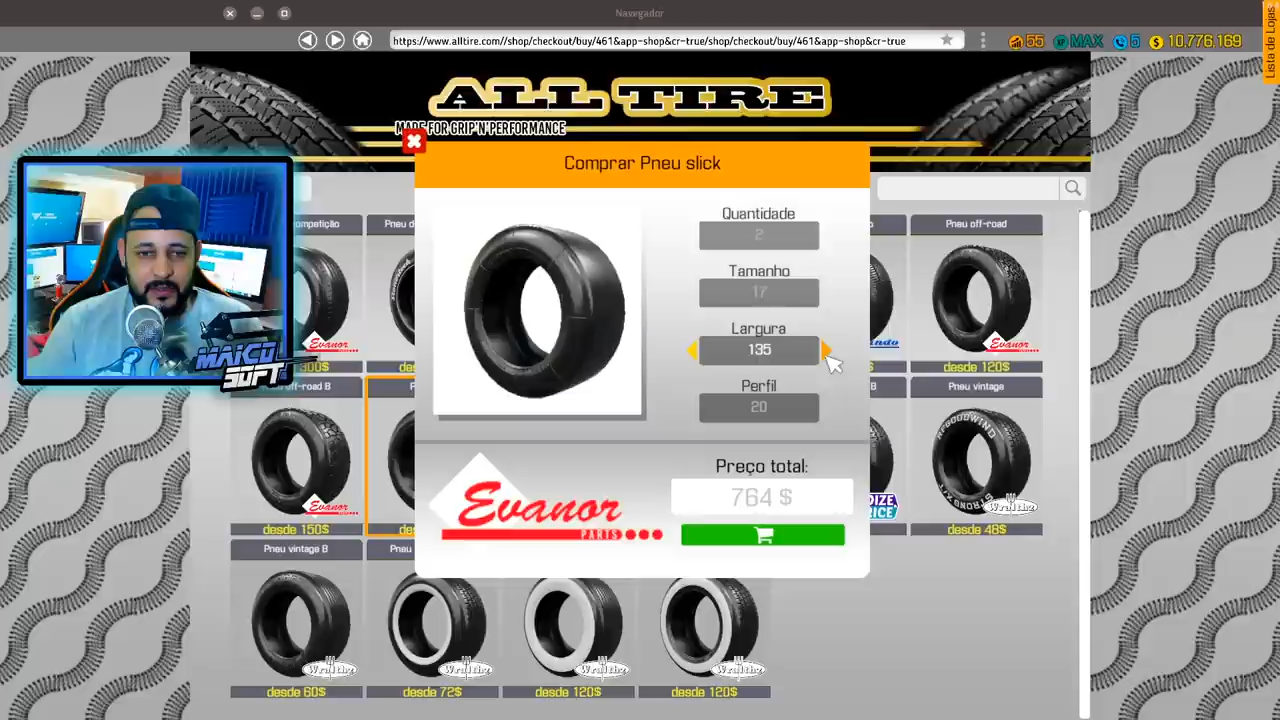 Navegador
https://www.alltire.com//shop/checkout/buy/461&app-shop&cr-true/shop/checkout/buy/461&app-shop&cr-true
55 MAX 5 $ 10,776,169
Lista de Lojas
ALL TIRE
MADE FOR GRIP'N'PERFORMANCE
Comprar Pneu slick
Quantidade
2
Tamanho
17
Largura
135
Perfil
20
Evanor
PARTS
Preço total:
764 $
MAICO
SOFT
Pneu off-road
Evanor
desde 120$
off-road B
Pneu vintage
Evanor
desde 150$
desde 48$
Pneu vintage B
Pneu
desde 60$
desde 72$
desde 120$
desde 120$